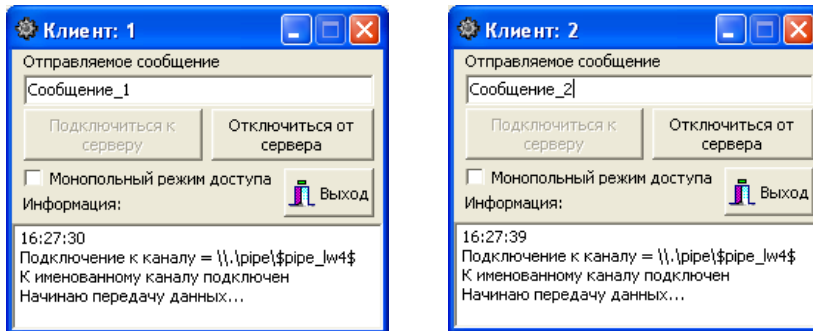 Клиент: 1
Отправляемое сообщение
Сообщение_1
Подключиться к
серверу
Отключиться от
сервера
Монопольный режим доступа
Информация:
Выход
16:27:30
Подключение к каналу = \\.\pipe\$pipe_lw4$
К именованному каналу подключен
Начинаю передачу данных...
Клиент: 2
Отправляемое сообщение
Сообщение_2
Подключиться к
серверу
Отключиться от
сервера
Монопольный режим доступа
Информация:
Выход
16:27:39
Подключение к каналу = \\.\pipe\$pipe_lw4$
К именованному каналу подключен
Начинаю передачу данных...